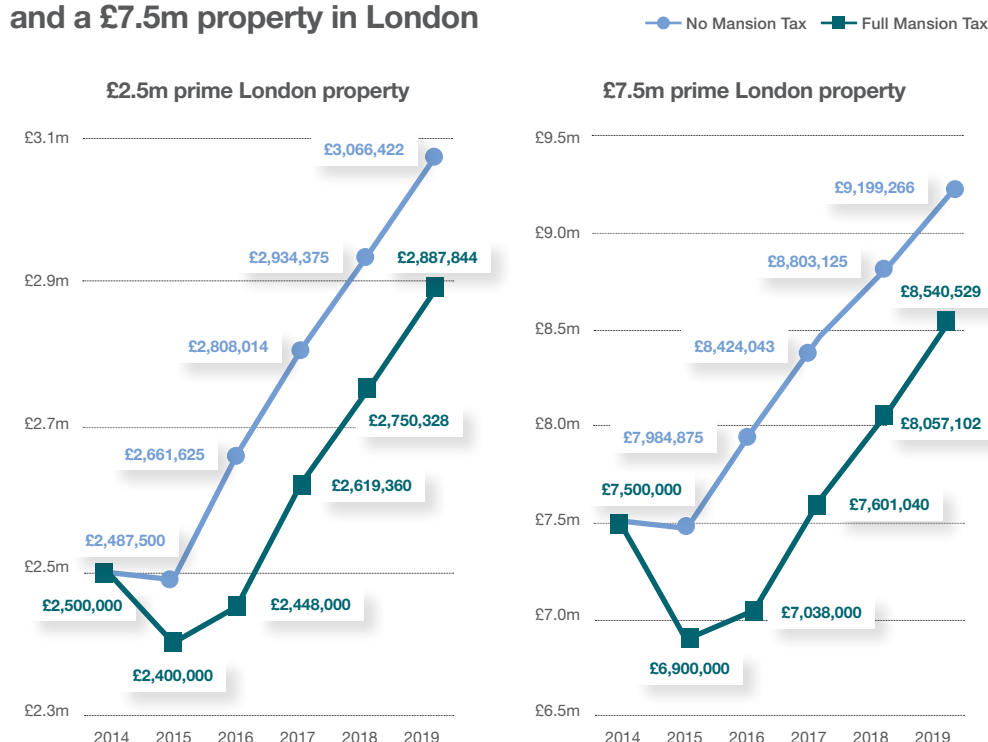 and a £7.5m property in London
No Mansion Tax
Full Mansion Tax
£2.5m prime London property
£3.1m
£2.9m
£2.7m
£2.5m
£2.3m
£3,066,422
£2,934,375
£2,887,844
£2,808,014
£2,750,328
£2,661,625
£2,619,360
£2,487,500
£2,500,000
£2,448,000
£2,400,000
2014 2015 2016 2017 2018 2019
£7.5m prime London property
£9.5m
£9.0m
£8.5m
£8.0m
£7.5m
£7.0m
£6.5m
£9,199,266
£8,803,125
£8,540,529
£8,424,043
£8,057,102
£7,984,875
£7,500,000
£7,601,040
£7,038,000
£6,900,000
2014 2015 2016 2017 2018 2019